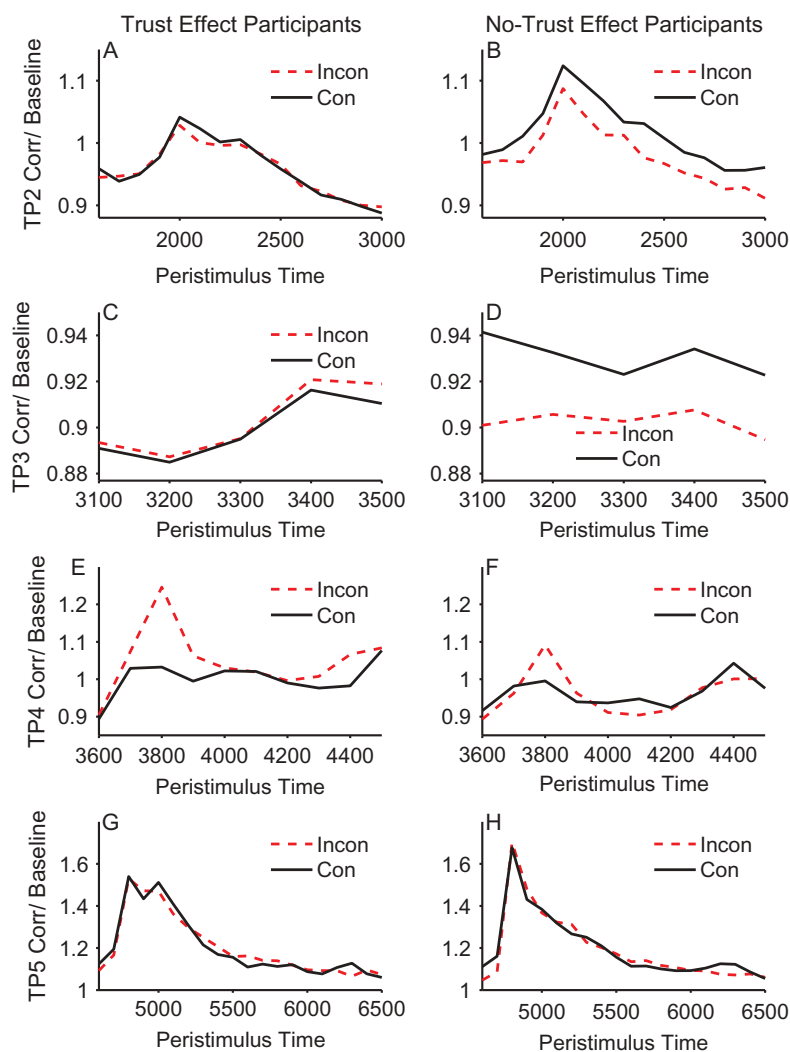 Trust Effect Participants
No-Trust Effect Participants
A
Incon
Con
TP2 Corr/ Baseline
1.1
1
0.9
2000
2500
3000
Peristimulus Time
B
Incon
Con
1.1
1
0.9
2000
2500
3000
Peristimulus Time
C
Incon
Con
TP3 Corr/ Baseline
0.94
0.92
0.9
0.88
3100
3200
3300
3400
3500
Peristimulus Time
D
Incon
Con
0.94
0.92
0.9
0.88
3100
3200
3300
3400
3500
Peristimulus Time
E
Incon
Con
TP4 Corr/ Baseline
1.2
1.1
1
0.9
3600
3800
4000
4200
4400
Peristimulus Time
F
Incon
Con
1.2
1.1
1
0.9
3600
3800
4000
4200
4400
Peristimulus Time
G
Incon
Con
TP5 Corr/ Baseline
1.6
1.4
1.2
1
5000
5500
6000
6500
Peristimulus Time
H
Incon
Con
1.6
1.4
1.2
1
5000
5500
6000
6500
Peristimulus Time